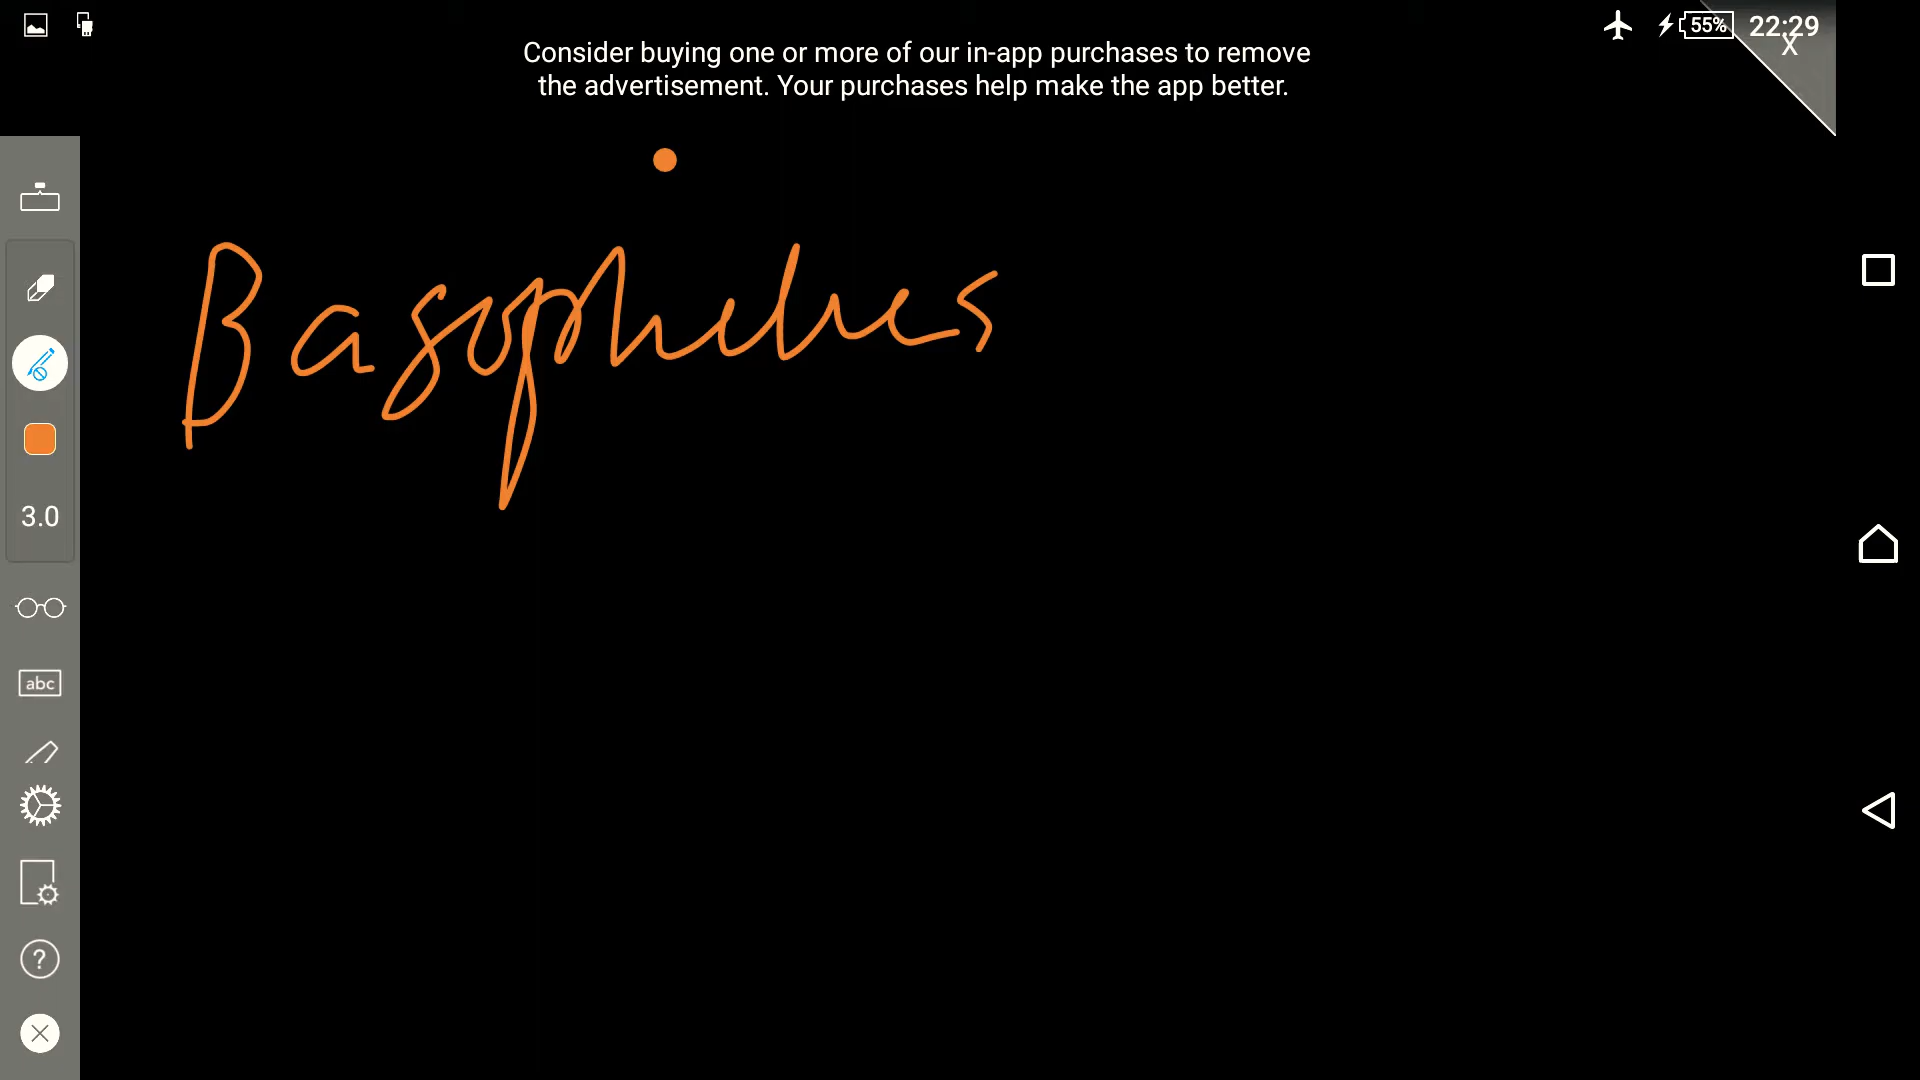 55% 22:29
Consider buying one or more of our in-app purchases to remove
the advertisement. Your purchases help make the app better.
X
Basophiles
3.0
abc
?